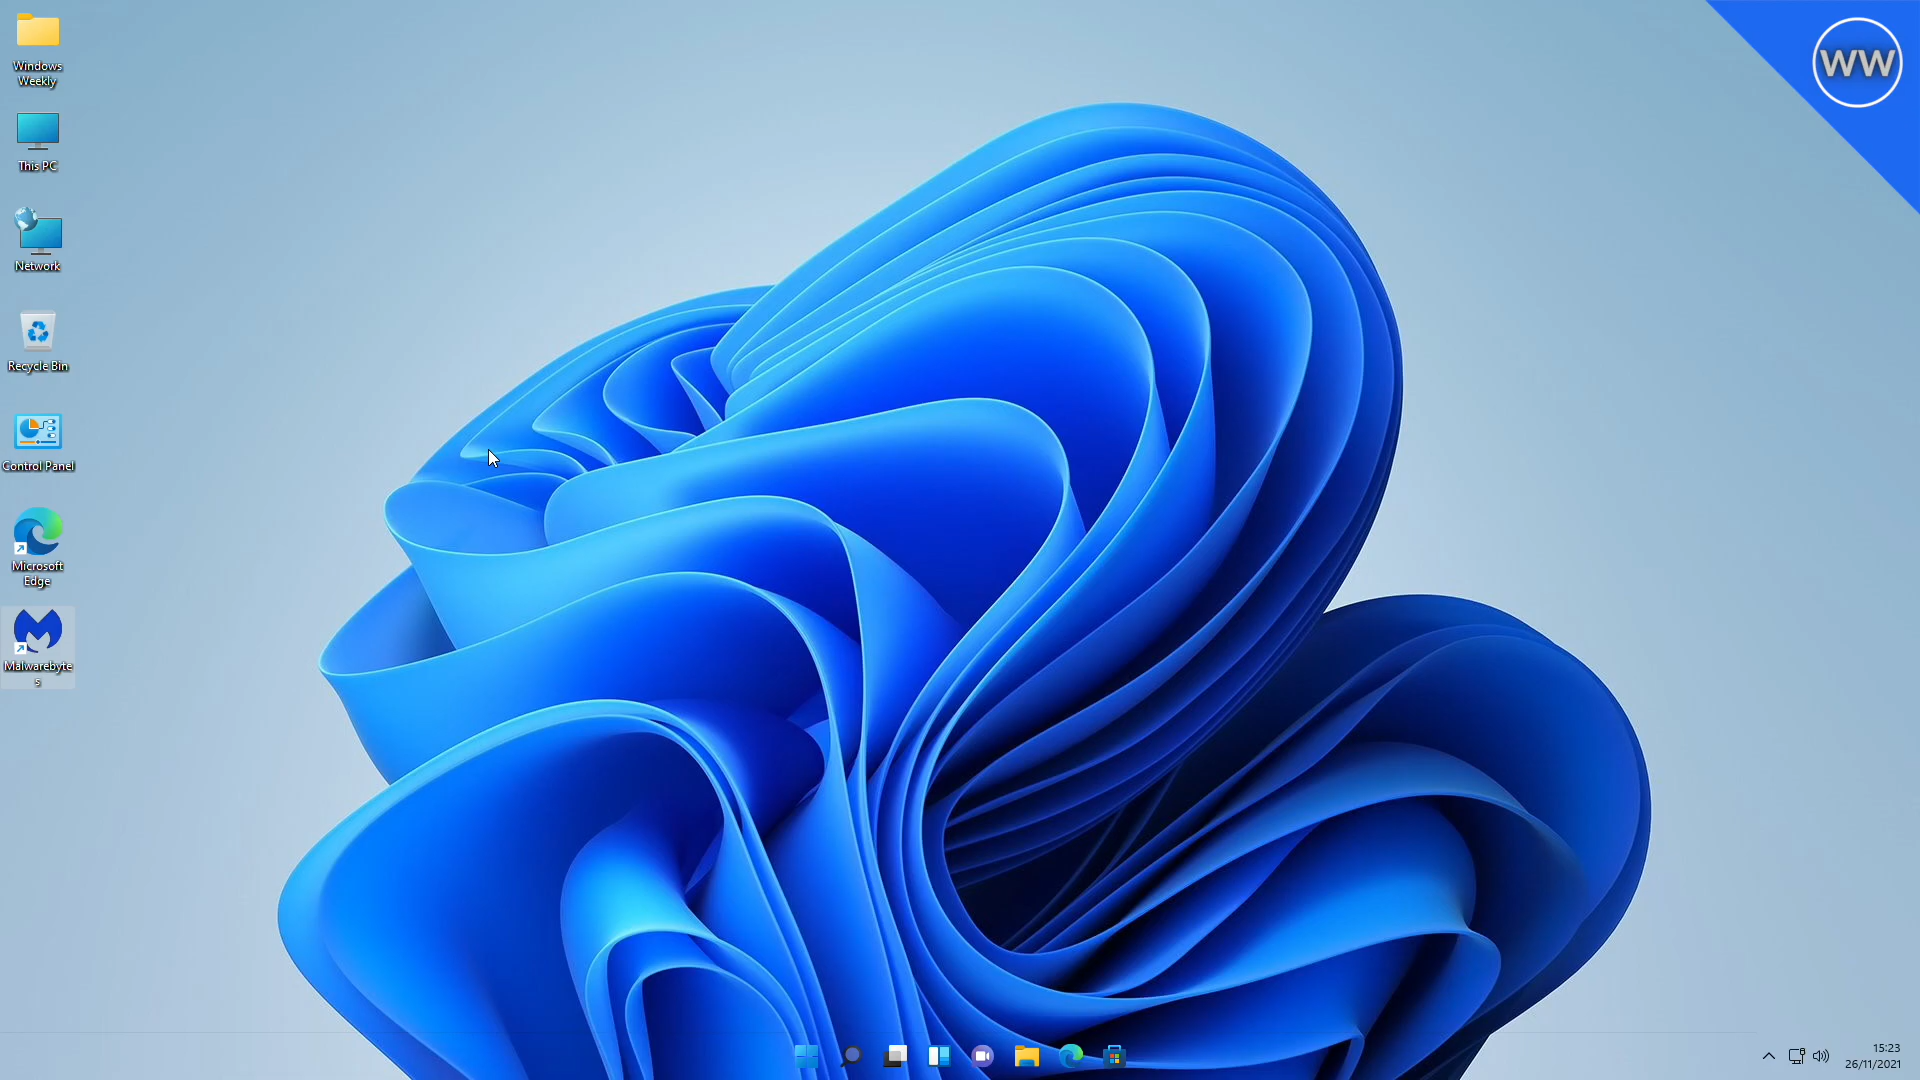 Windows
Weekly
This PC
Network
Recycle Bin
Control Panel
Microsoft
Edge
Malwarebyte
s
WW
15:23
26/11/2021